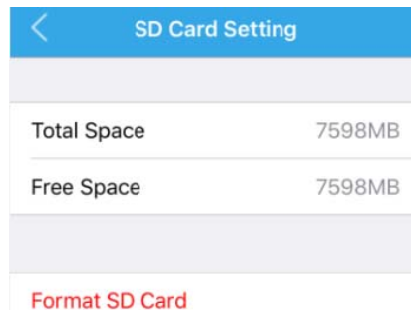 SD Card Setting
Total Space 7598MB
Free Space 7598MB
Format SD Card